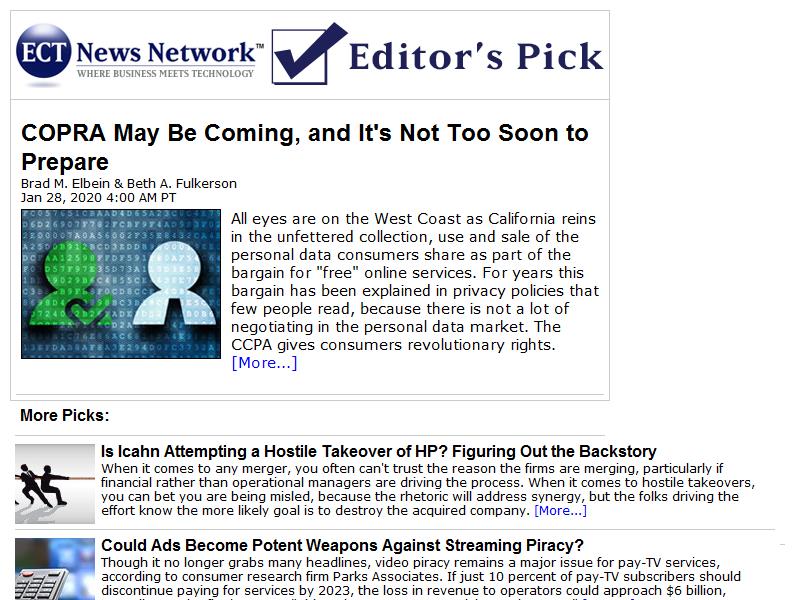 ECT News Network™
WHERE BUSINESS MEETS TECHNOLOGY
Editor's Pick
COPRA May Be Coming, and It's Not Too Soon to
Prepare
Brad M. Elbein & Beth A. Fulkerson
Jan 28, 2020 4:00 AM PT
All eyes are on the West Coast as California reins
in the unfettered collection, use and sale of the
personal data consumers share as part of the
bargain for "free" online services. For years this
bargain has been explained in privacy policies that
few people read, because there is not a lot of
negotiating in the personal data market. The
CCPA gives consumers revolutionary rights.
[More...]
More Picks:
Is Icahn Attempting a Hostile Takeover of HP? Figuring Out the Backstory
When it comes to any merger, you often can't trust the reason the firms are merging, particularly if
financial rather than operational managers are driving the process. When it comes to hostile takeovers,
you can bet you are being misled, because the rhetoric will address synergy, but the folks driving the
effort know the more likely goal is to destroy the acquired company. [More...]
Could Ads Become Potent Weapons Against Streaming Piracy?
Though it no longer grabs many headlines, video piracy remains a major issue for pay-TV services,
according to consumer research firm Parks Associates. If just 10 percent of pay-TV subscribers should
discontinue paying for services by 2023, the loss in revenue to operators could approach $6 billion,